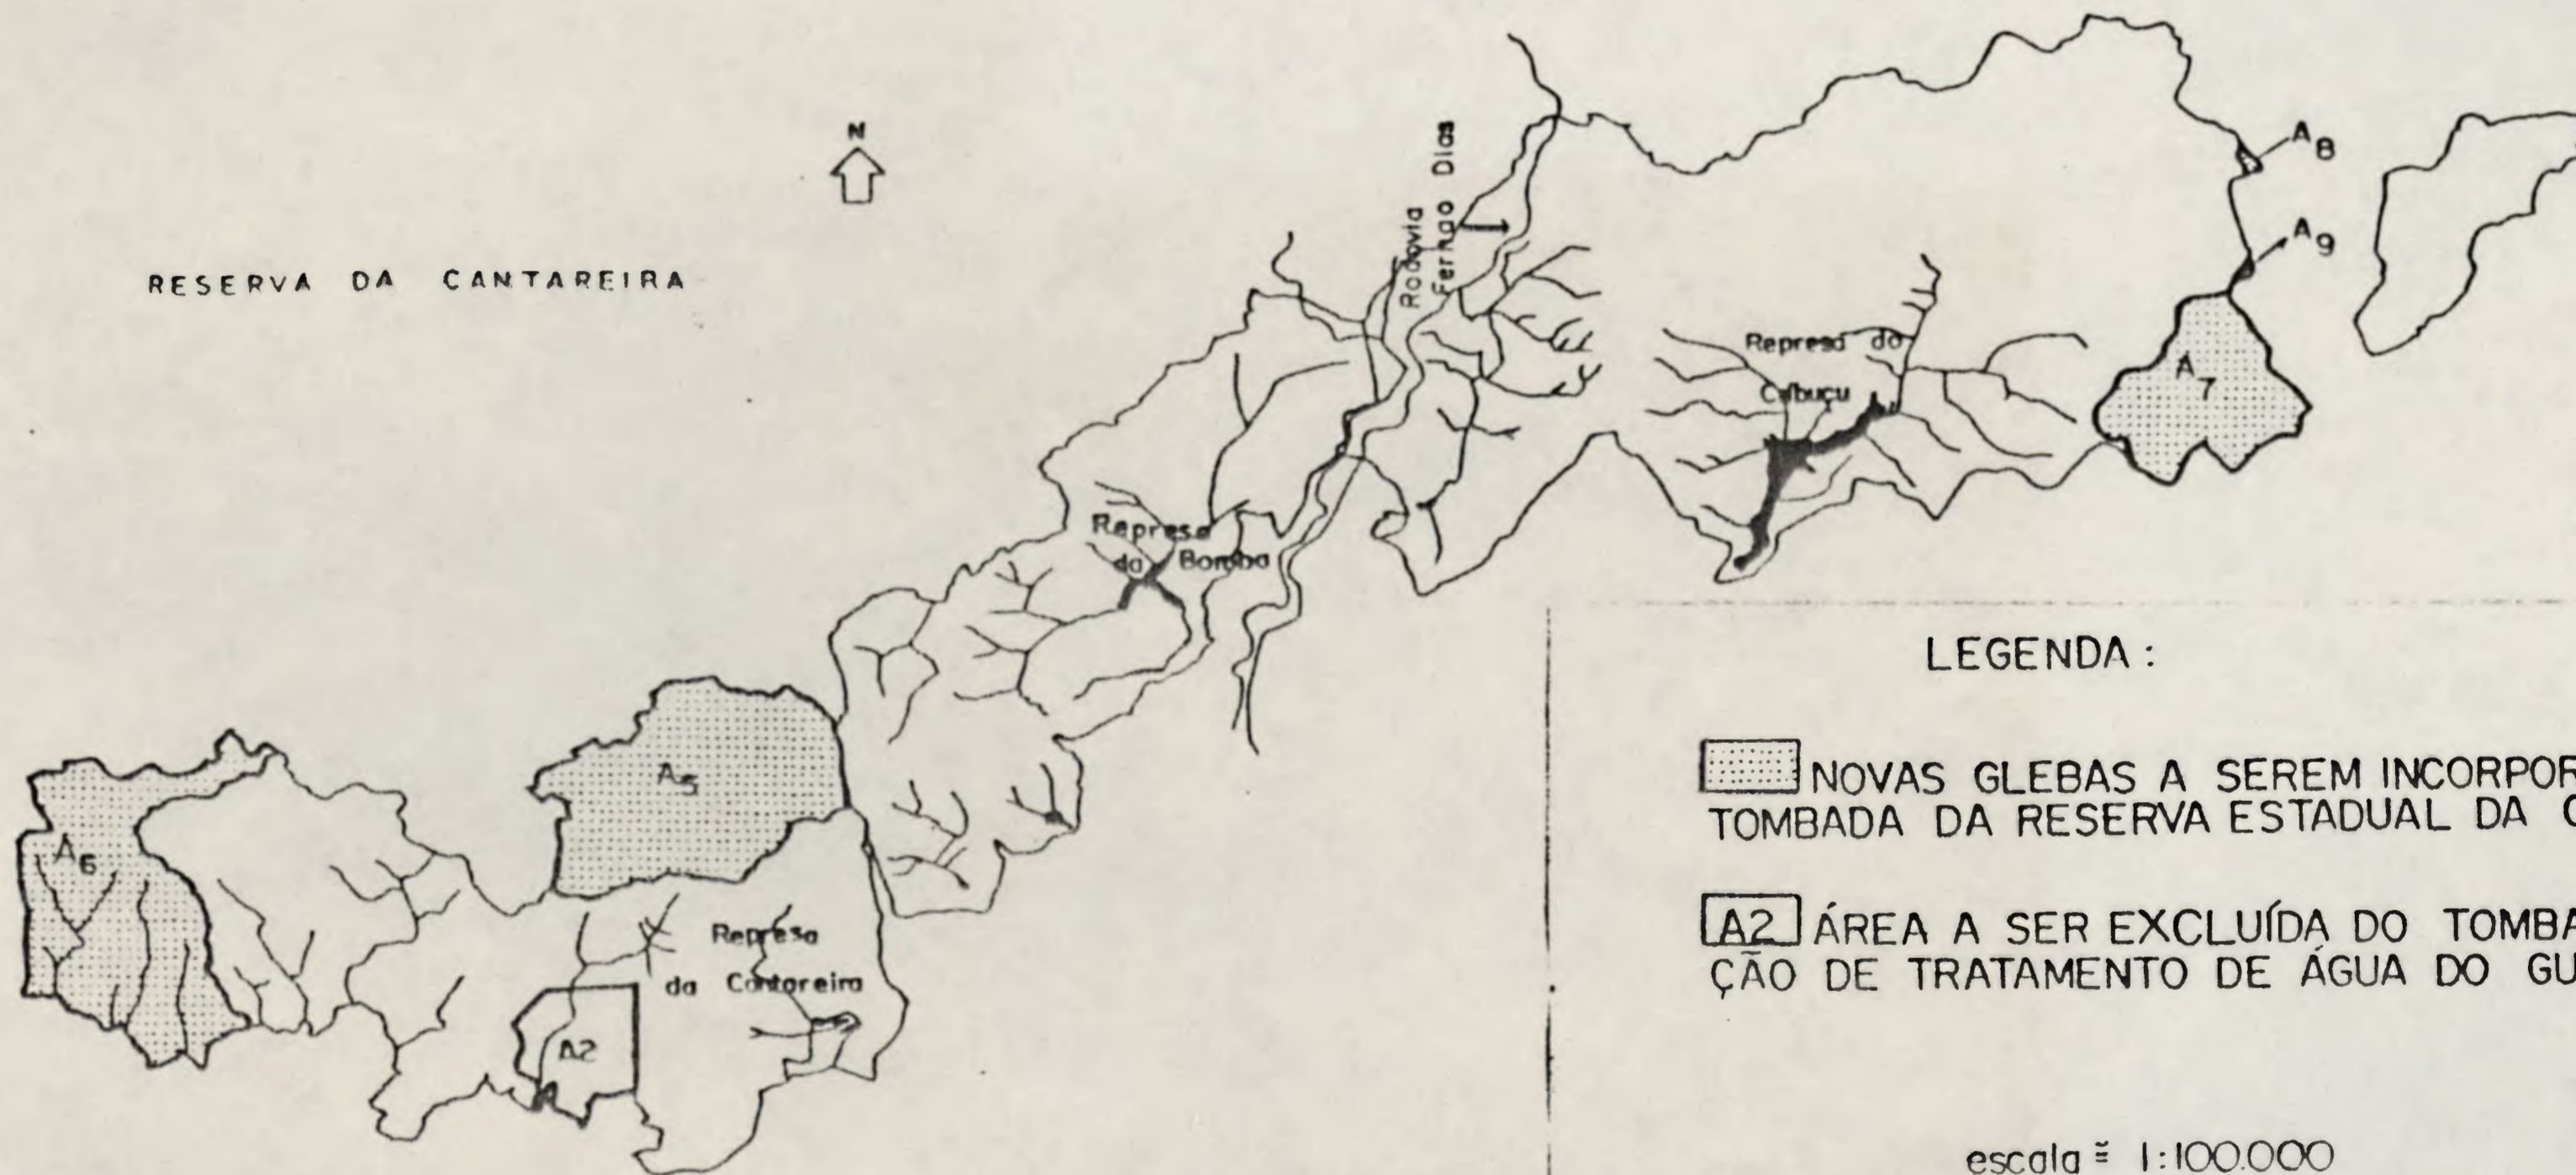 N
RESERVA DA CANTAREIRA
Rodovia
Fernão Dias
A8
A9
Represa do
Cabuçu
A7
Represa
da Borroba
A5
A6
Represa
da Cantareira
A2
LEGENDA :
NOVAS GLEBAS A SEREM INCORPOR
TOMBADA DA RESERVA ESTADUAL DA C
A2 ÁREA A SER EXCLUÍDA DO TOMBA
ÇÃO DE TRATAMENTO DE ÁGUA DO GU
escala ≅ 1:100.000